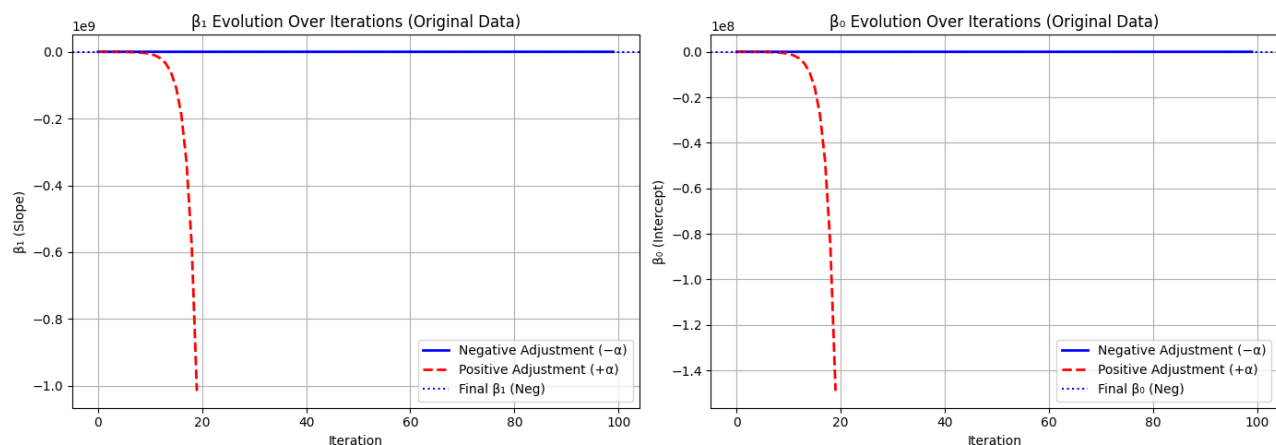 β₁ Evolution Over Iterations (Original Data)
1e9
0.0
−0.2
−0.4
−0.6
−0.8
−1.0
β₁ (Slope)
0
20
40
60
80
100
Iteration
Negative Adjustment (−α)
Positive Adjustment (+α)
Final β₁ (Neg)
β₀ Evolution Over Iterations (Original Data)
1e8
0.0
−0.2
−0.4
−0.6
−0.8
−1.0
−1.2
−1.4
β₀ (Intercept)
0
20
40
60
80
100
Iteration
Negative Adjustment (−α)
Positive Adjustment (+α)
Final β₀ (Neg)